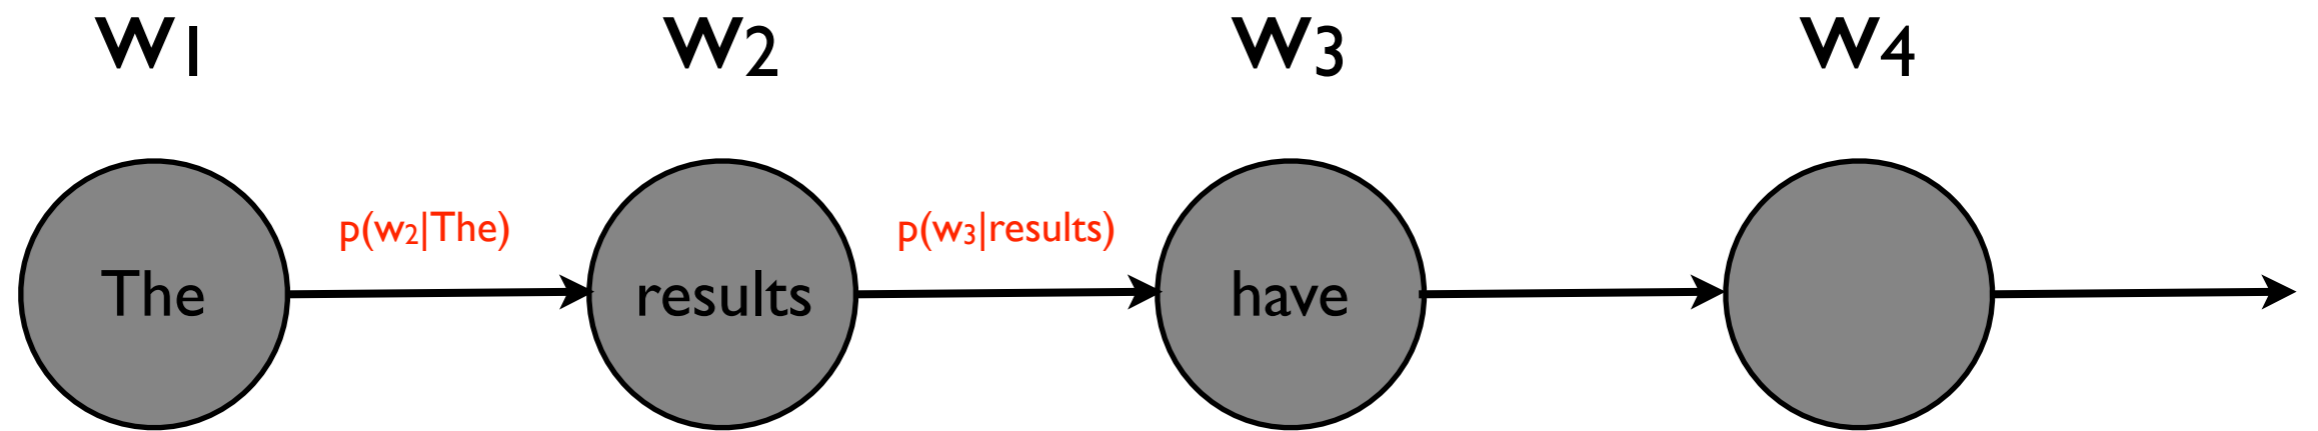 w1 w2 w3 w4
p(w2|The) p(w3|results)
The results have